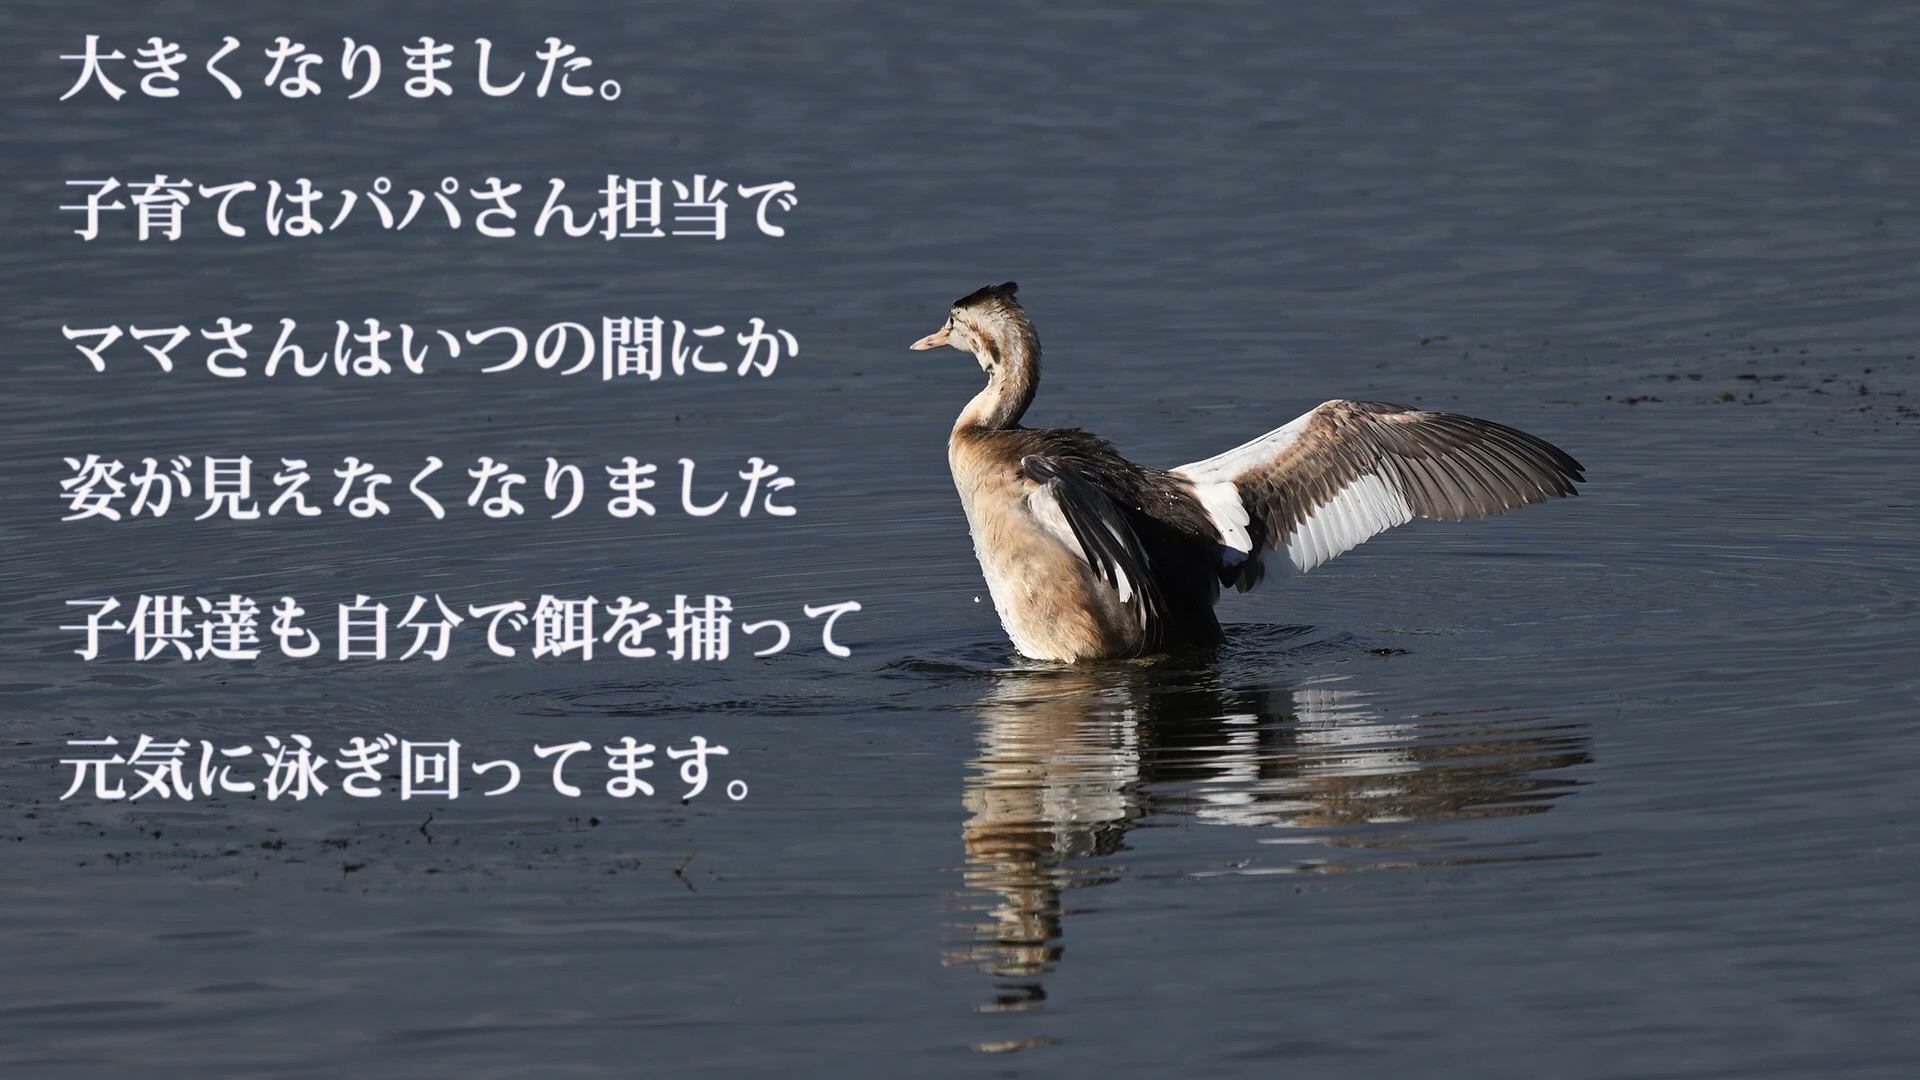 大きくなりました。
子育てはパパさん担当で
ママさんはいつの間にか
姿が見えなくなりました
子供達も自分で餌を捕って
元気に泳ぎ回ってます。